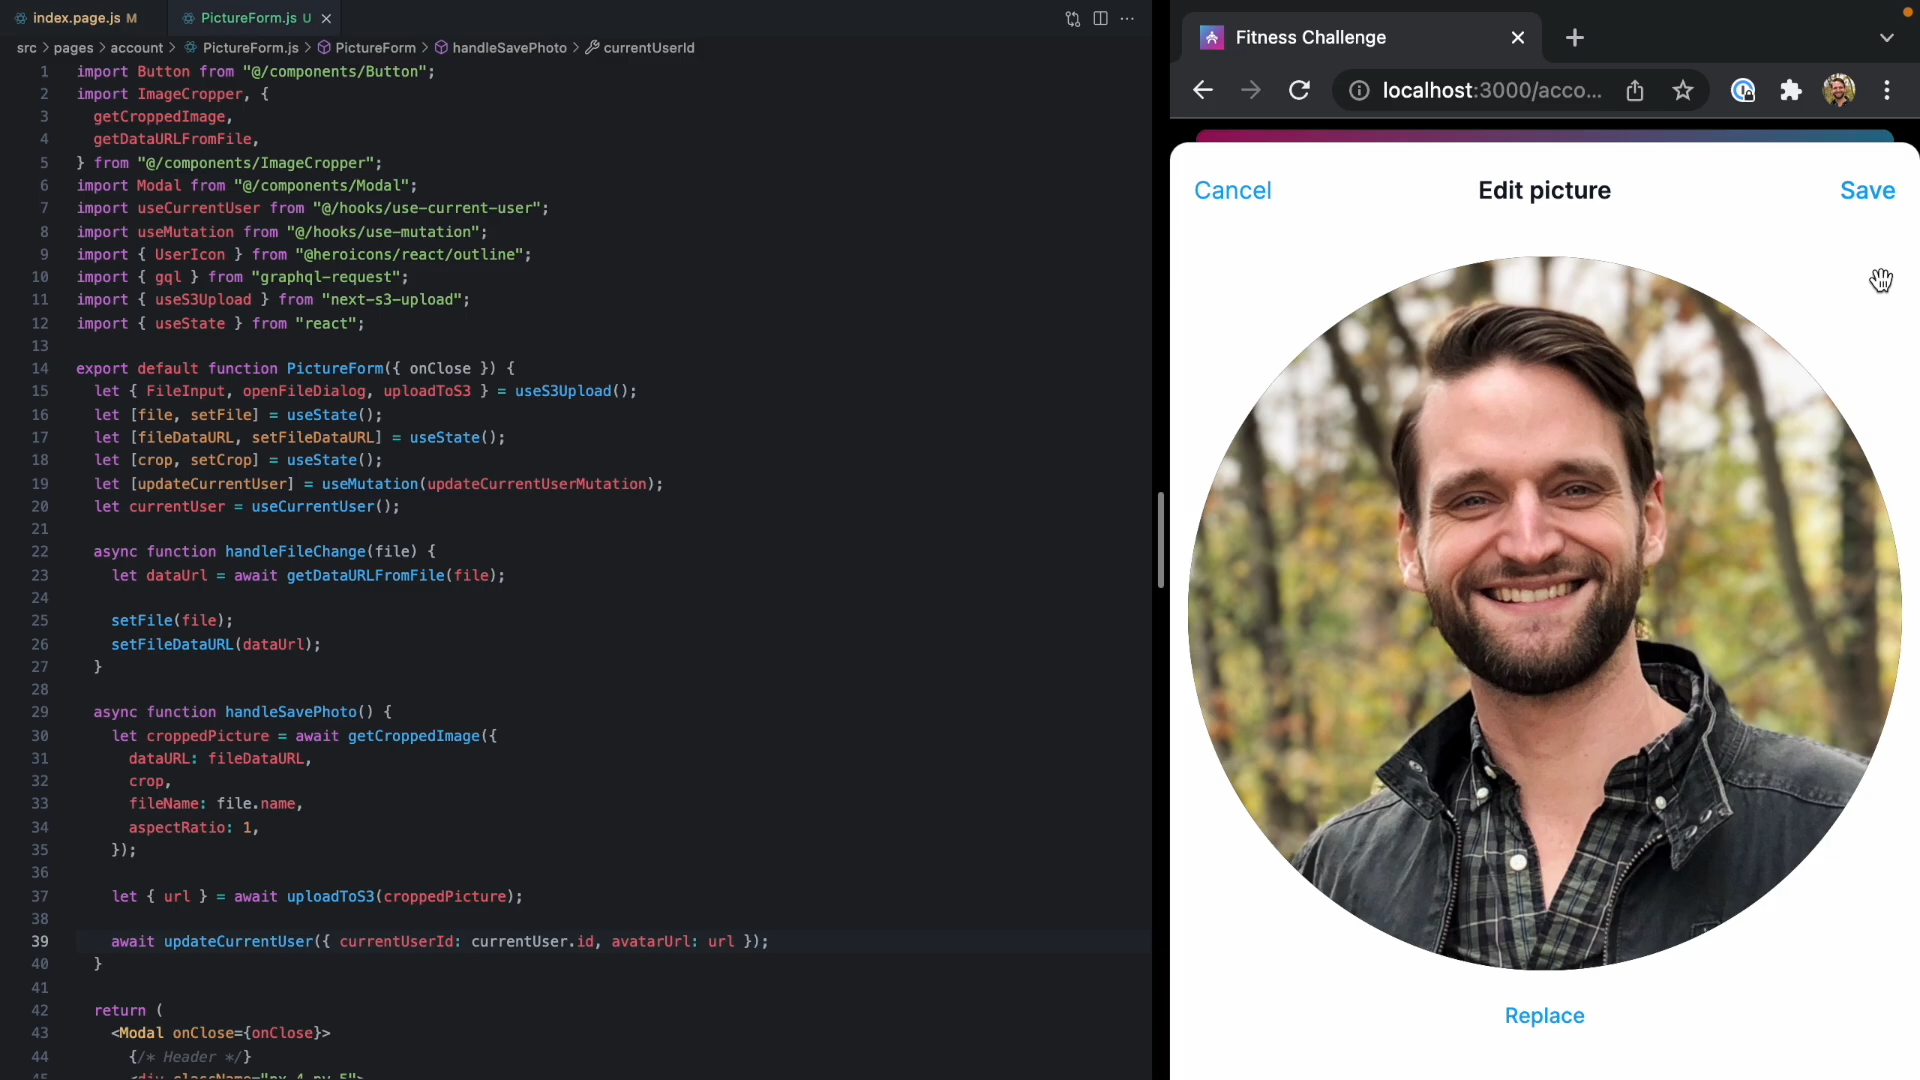 index.page.js M
PictureForm.js U
src > pages > account > PictureForm.js > PictureForm > handleSavePhoto > currentUserId
1 import Button from "@/components/Button";
2 import ImageCropper, {
3 getCroppedImage,
4 getDataURLFromFile,
5 } from "@/components/ImageCropper";
6 import Modal from "@/components/Modal";
7 import useCurrentUser from "@/hooks/use-current-user";
8 import useMutation from "@/hooks/use-mutation";
9 import { UserIcon } from "@heroicons/react/outline";
10 import { gql } from "graphql-request";
11 import { useS3Upload } from "next-s3-upload";
12 import { useState } from "react";
13
14 export default function PictureForm({ onClose }) {
15 let { FileInput, openFileDialog, uploadToS3 } = useS3Upload();
16 let [file, setFile] = useState();
17 let [fileDataURL, setFileDataURL] = useState();
18 let [crop, setCrop] = useState();
19 let [updateCurrentUser] = useMutation(updateCurrentUserMutation);
20 let currentUser = useCurrentUser();
21
22 async function handleFileChange(file) {
23 let dataUrl = await getDataURLFromFile(file);
24
25 setFile(file);
26 setFileDataURL(dataUrl);
27 }
28
29 async function handleSavePhoto() {
30 let croppedPicture = await getCroppedImage({
31 dataURL: fileDataURL,
32 crop,
33 fileName: file.name,
34 aspectRatio: 1,
35 });
36
37 let { url } = await uploadToS3(croppedPicture);
38
39 await updateCurrentUser({ currentUserId: currentUser.id, avatarUrl: url });
40 }
41
42 return (
43 <Modal onClose={onClose}>
44 {/* Header */}
45 <div className="px-4 py-5">
Fitness Challenge
localhost:3000/acco...
Cancel
Edit picture
Save
Replace